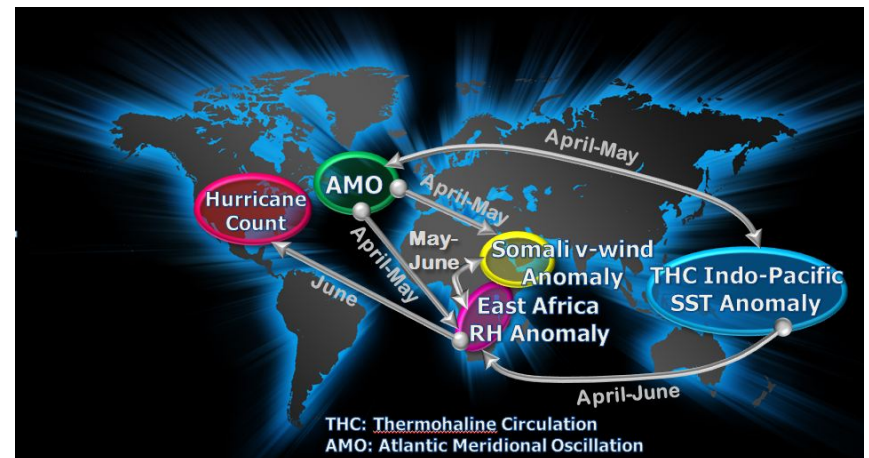 April-May
AMO
April-May
Hurricane
Count
April-May
May-
June
Somali v-wind
Anomaly
THC Indo-Pacific
SST Anomaly
June
East Africa
RH Anomaly
April-June
THC: Thermohaline Circulation
AMO: Atlantic Meridional Oscillation